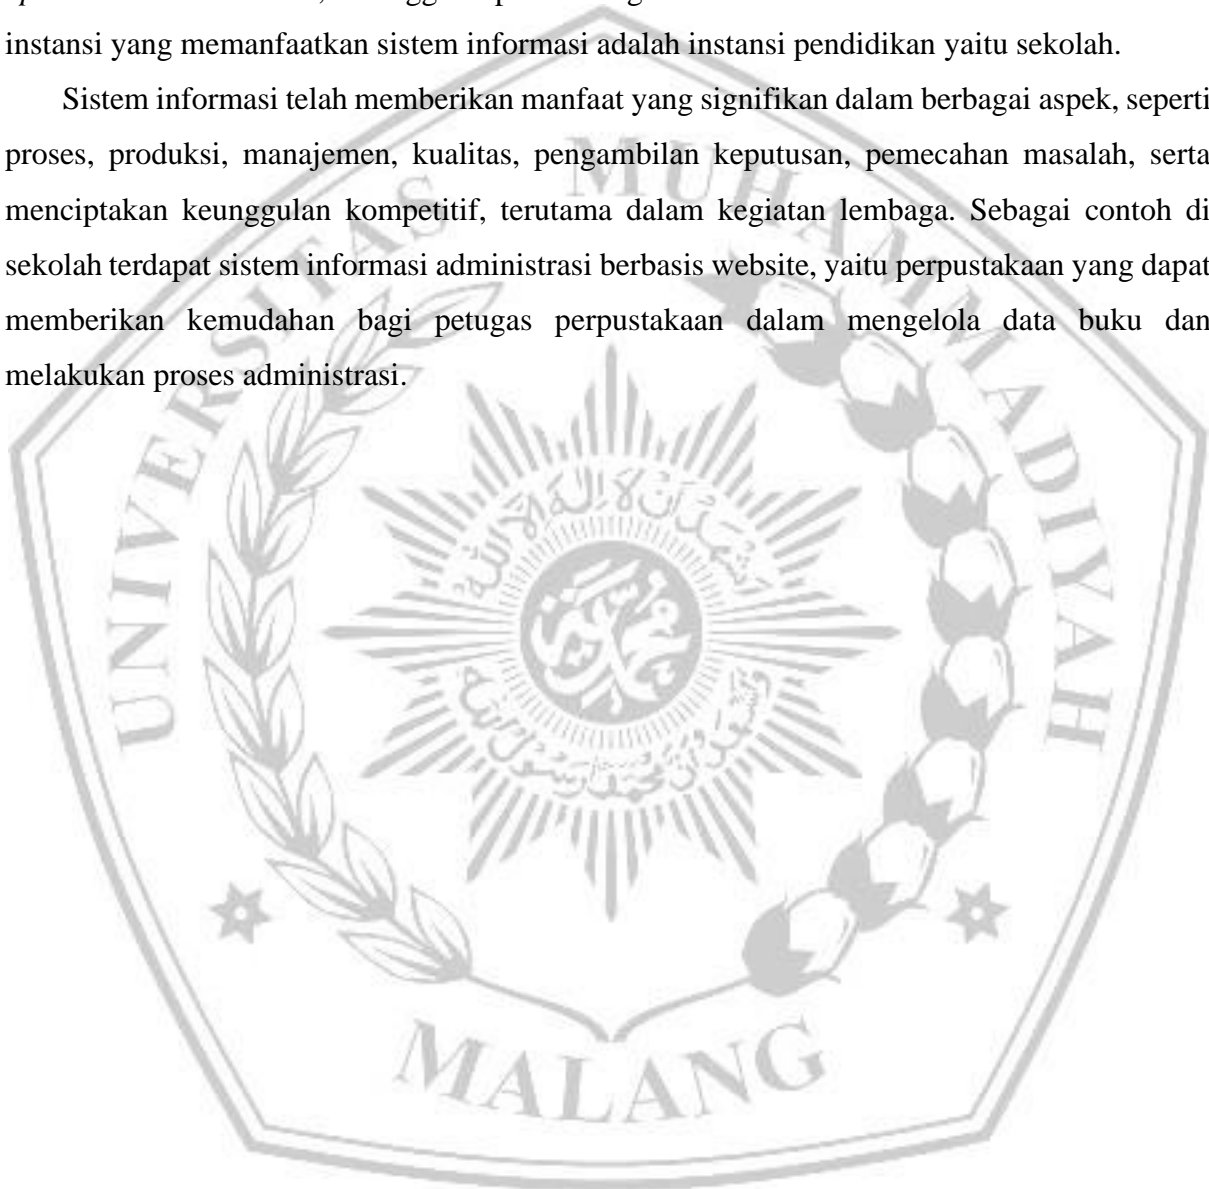 instansi yang memanfaatkan sistem informasi adalah instansi pendidikan yaitu sekolah.
Sistem informasi telah memberikan manfaat yang signifikan dalam berbagai aspek, seperti
proses, produksi, manajemen, kualitas, pengambilan keputusan, pemecahan masalah, serta
menciptakan keunggulan kompetitif, terutama dalam kegiatan lembaga. Sebagai contoh di
sekolah terdapat sistem informasi administrasi berbasis website, yaitu perpustakaan yang dapat
memberikan kemudahan bagi petugas perpustakaan dalam mengelola data buku dan
melakukan proses administrasi.
UNIVERSITAS MUHAMMADIYAH
MALANG